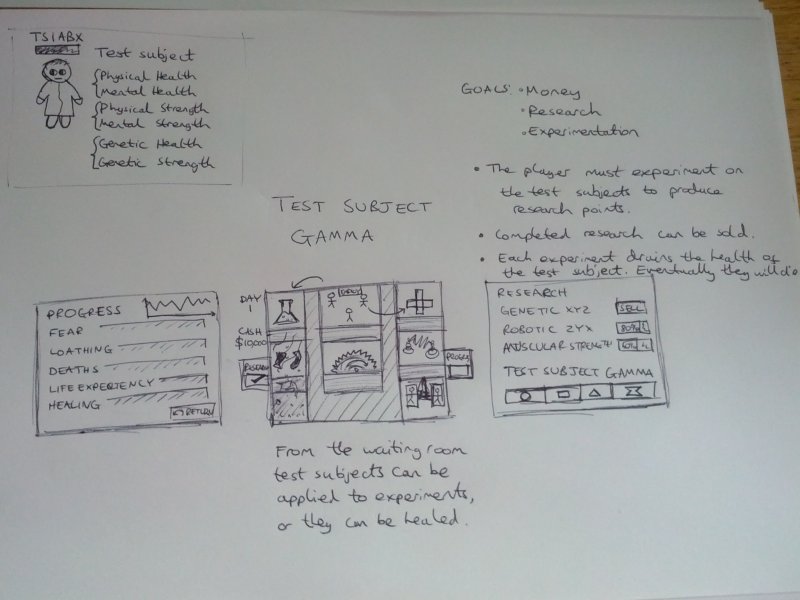 TS1ABX
Test subject
Physical Health
Mental Health
Physical Strength
Mental Strength
Genetic Health
Genetic Strength
GOALS: • Money
• Research
• Experimentation
• The player must experiment on
the test subjects to produce
research points.
• Completed research can be sold.
• Each experiment drains the health of
the test subject. Eventually they will die
TEST SUBJECT
GAMMA
PROGRESS
FEAR
LOATHING
DEATHS
LIFE EXPERIENCY
HEALING
RETURN
DAY
1
CASH
$10,000
RESEARCH
RESEARCH
GENETIC XYZ SELL
ROBOTIC ZYX 80%
MUSCULAR STRENGTH
TEST SUBJECT GAMMA
From the waiting room
test subjects can be
applied to experiments,
or they can be healed.